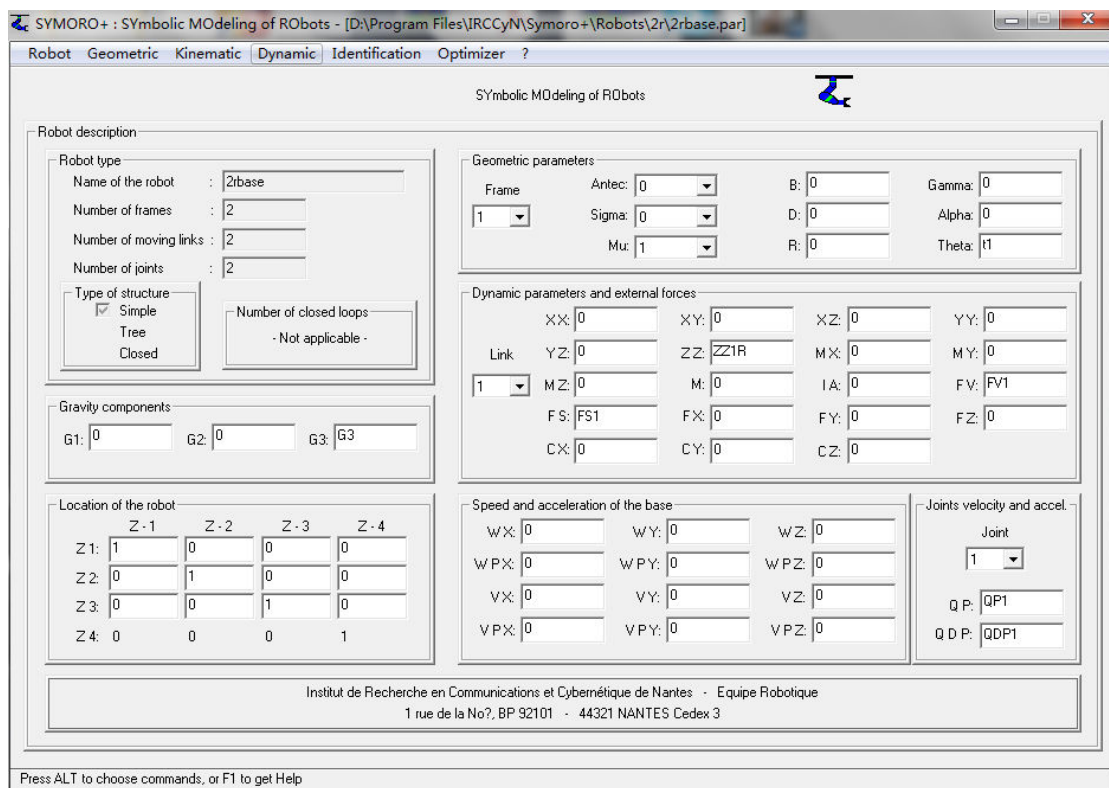 SYMORO+ : SYmbolic MOdeling of RObots - [D:\Program Files\IRCCyN\Symoro+\Robots\2r\2rbase.par]
Robot Geometric Kinematic Dynamic Identification Optimizer ?
SYmbolic MOdeling of RObots
Robot description
Robot type
Name of the robot : 2rbase
Number of frames : 2
Number of moving links : 2
Number of joints : 2
Type of structure
Simple
Tree
Closed
Number of closed loops
- Not applicable -
Geometric parameters
Frame Antec: 0 B: 0 Gamma: 0
1 Sigma: 0 D: 0 Alpha: 0
Mu: 1 R: 0 Theta: t1
Dynamic parameters and external forces
XX: 0 XY: 0 XZ: 0 YY: 0
Link YZ: 0 ZZ: ZZ1R MX: 0 MY: 0
1 MZ: 0 M: 0 IA: 0 FV: FV1
FS: FS1 FX: 0 FY: 0 FZ: 0
CX: 0 CY: 0 CZ: 0
Gravity components
G1: 0 G2: 0 G3: G3
Location of the robot
Z-1 Z-2 Z-3 Z-4
Z1: 1 0 0 0
Z2: 0 1 0 0
Z3: 0 0 1 0
Z4: 0 0 0 1
Speed and acceleration of the base
WX: 0 WY: 0 WZ: 0
WPX: 0 WPY: 0 WPZ: 0
VX: 0 VY: 0 VZ: 0
VPX: 0 VPY: 0 VPZ: 0
Joints velocity and accel.
Joint
1
QP: QP1
QDP: QDP1
Institut de Recherche en Communications et Cybernétique de Nantes - Equipe Robotique
1 rue de la No?, BP 92101 - 44321 NANTES Cedex 3
Press ALT to choose commands, or F1 to get Help